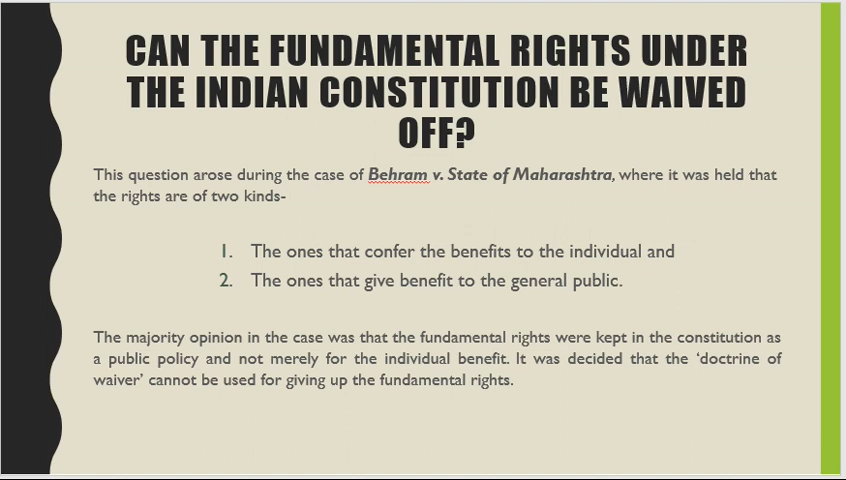 CAN THE FUNDAMENTAL RIGHTS UNDER
THE INDIAN CONSTITUTION BE WAIVED
OFF?
This question arose during the case of Behram v. State of Maharashtra, where it was held that
the rights are of two kinds-
1. The ones that confer the benefits to the individual and
2. The ones that give benefit to the general public.
The majority opinion in the case was that the fundamental rights were kept in the constitution as
a public policy and not merely for the individual benefit. It was decided that the ‘doctrine of
waiver’ cannot be used for giving up the fundamental rights.